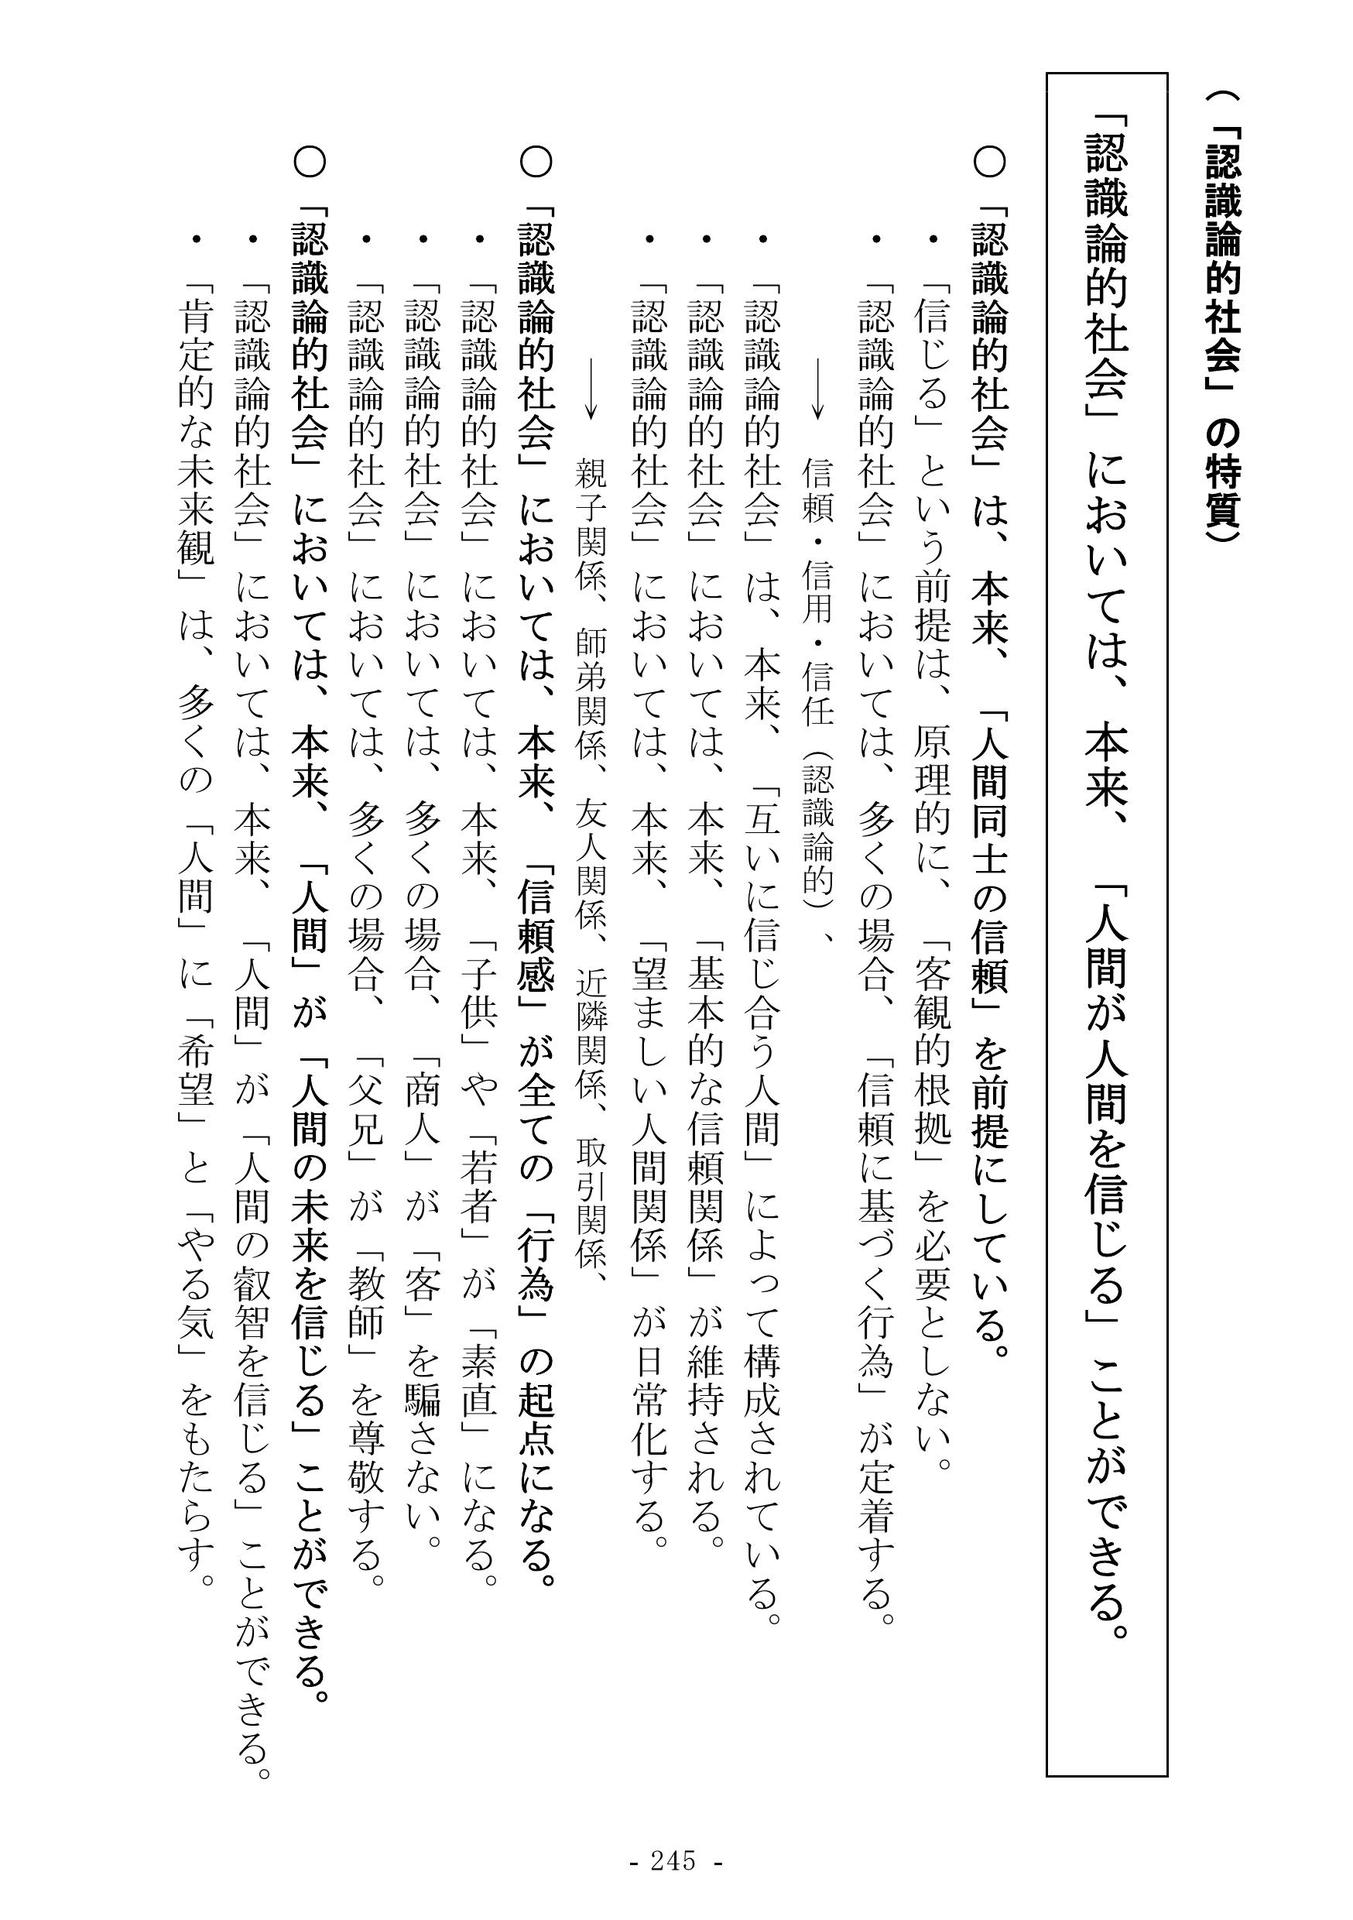 （「認識論的社会」の特質）
「認識論的社会」においては、本来、「人間が人間を信じる」ことができる。
○「認識論的社会」は、本来、「人間同士の信頼」を前提にしている。
・「信じる」という前提は、原理的に、「客観的根拠」を必要としない。
・「認識論的社会」においては、多くの場合、「信頼に基づく行為」が定着する。
→ 信頼・信用・信任（認識論的）、
・「認識論的社会」は、本来、「互いに信じ合う人間」によって構成されている。
・「認識論的社会」においては、本来、「基本的な信頼関係」が維持される。
・「認識論的社会」においては、本来、「望ましい人間関係」が日常化する。
→ 親子関係、師弟関係、友人関係、近隣関係、取引関係、
○「認識論的社会」においては、本来、「信頼感」が全ての「行為」の起点になる。
・「認識論的社会」においては、本来、「子供」や「若者」が「素直」になる。
・「認識論的社会」においては、多くの場合、「商人」が「客」を騙さない。
・「認識論的社会」においては、多くの場合、「父兄」が「教師」を尊敬する。
○「認識論的社会」においては、本来、「人間」が「人間の未来を信じる」ことができる。
・「認識論的社会」においては、本来、「人間」が「人間の叡智を信じる」ことができる。
・「肯定的な未来観」は、多くの「人間」に「希望」と「やる気」をもたらす。
- 245 -